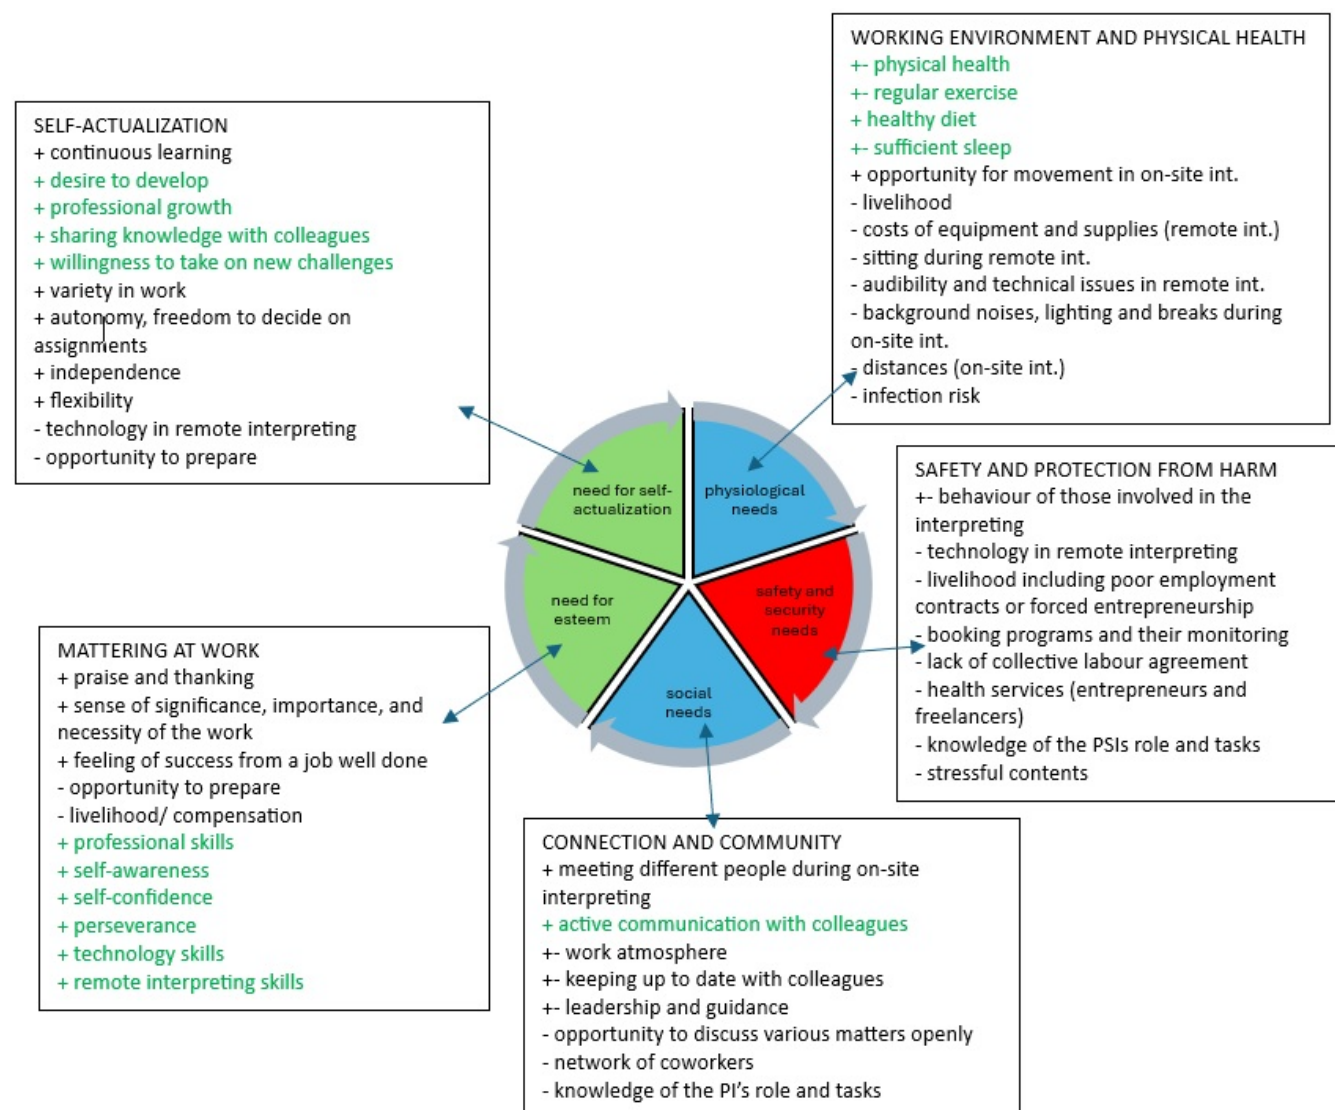 WORKING ENVIRONMENT AND PHYSICAL HEALTH
+- physical health
+- regular exercise
+ healthy diet
+- sufficient sleep
+ opportunity for movement in on-site int.
- livelihood
- costs of equipment and supplies (remote int.)
- sitting during remote int.
- audibility and technical issues in remote int.
- background noises, lighting and breaks during
on-site int.
- distances (on-site int.)
- infection risk
SELF-ACTUALIZATION
+ continuous learning
+ desire to develop
+ professional growth
+ sharing knowledge with colleagues
+ willingness to take on new challenges
+ variety in work
+ autonomy, freedom to decide on
assignments
+ independence
+ flexibility
- technology in remote interpreting
- opportunity to prepare
need for self-
actualization
physiological
needs
safety and
security
needs
social
needs
need for
esteem
SAFETY AND PROTECTION FROM HARM
+- behaviour of those involved in the
interpreting
- technology in remote interpreting
- livelihood including poor employment
contracts or forced entrepreneurship
- booking programs and their monitoring
- lack of collective labour agreement
- health services (entrepreneurs and
freelancers)
- knowledge of the PSIs role and tasks
- stressful contents
MATTERING AT WORK
+ praise and thanking
+ sense of significance, importance, and
necessity of the work
+ feeling of success from a job well done
- opportunity to prepare
- livelihood/ compensation
+ professional skills
+ self-awareness
+ self-confidence
+ perseverance
+ technology skills
+ remote interpreting skills
CONNECTION AND COMMUNITY
+ meeting different people during on-site
interpreting
+ active communication with colleagues
+- work atmosphere
+- keeping up to date with colleagues
+- leadership and guidance
- opportunity to discuss various matters openly
- network of coworkers
- knowledge of the PI's role and tasks